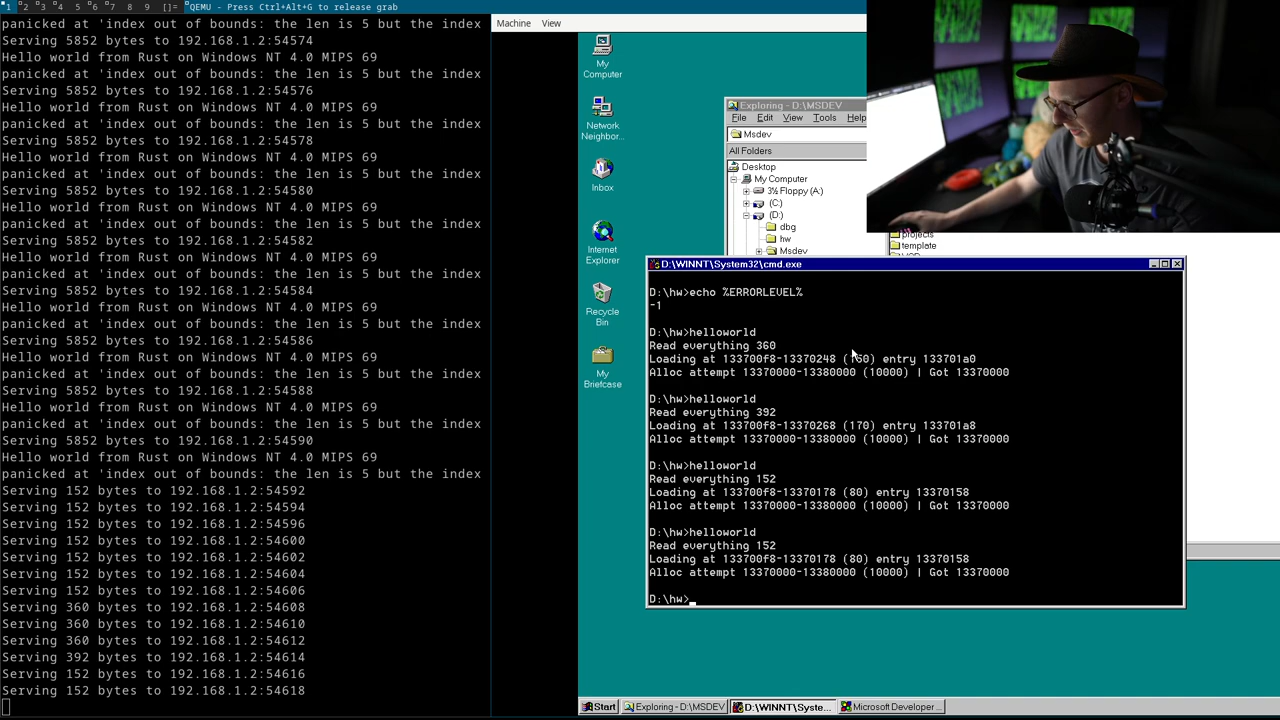 1 2 3 4 5 6 7 8 9 []= QEMU - Press Ctrl+Alt+G to release grab
panicked at 'index out of bounds: the len is 5 but the index
Serving 5852 bytes to 192.168.1.2:54574
Hello world from Rust on Windows NT 4.0 MIPS 69
panicked at 'index out of bounds: the len is 5 but the index
Serving 5852 bytes to 192.168.1.2:54576
Hello world from Rust on Windows NT 4.0 MIPS 69
panicked at 'index out of bounds: the len is 5 but the index
Serving 5852 bytes to 192.168.1.2:54578
Hello world from Rust on Windows NT 4.0 MIPS 69
panicked at 'index out of bounds: the len is 5 but the index
Serving 5852 bytes to 192.168.1.2:54580
Hello world from Rust on Windows NT 4.0 MIPS 69
panicked at 'index out of bounds: the len is 5 but the index
Serving 5852 bytes to 192.168.1.2:54582
Hello world from Rust on Windows NT 4.0 MIPS 69
panicked at 'index out of bounds: the len is 5 but the index
Serving 5852 bytes to 192.168.1.2:54584
Hello world from Rust on Windows NT 4.0 MIPS 69
panicked at 'index out of bounds: the len is 5 but the index
Serving 5852 bytes to 192.168.1.2:54586
Hello world from Rust on Windows NT 4.0 MIPS 69
panicked at 'index out of bounds: the len is 5 but the index
Serving 5852 bytes to 192.168.1.2:54588
Hello world from Rust on Windows NT 4.0 MIPS 69
panicked at 'index out of bounds: the len is 5 but the index
Serving 5852 bytes to 192.168.1.2:54590
Hello world from Rust on Windows NT 4.0 MIPS 69
panicked at 'index out of bounds: the len is 5 but the index
Serving 152 bytes to 192.168.1.2:54592
Serving 152 bytes to 192.168.1.2:54594
Serving 152 bytes to 192.168.1.2:54596
Serving 152 bytes to 192.168.1.2:54600
Serving 152 bytes to 192.168.1.2:54602
Serving 152 bytes to 192.168.1.2:54604
Serving 152 bytes to 192.168.1.2:54606
Serving 360 bytes to 192.168.1.2:54608
Serving 360 bytes to 192.168.1.2:54610
Serving 360 bytes to 192.168.1.2:54612
Serving 392 bytes to 192.168.1.2:54614
Serving 152 bytes to 192.168.1.2:54616
Serving 152 bytes to 192.168.1.2:54618
Machine View
My
Computer
Network
Neighbor...
Inbox
Internet
Explorer
Recycle
Bin
My
Briefcase
Exploring - D:\MSDEV
File Edit View Tools Help
Msdev
All Folders
Desktop
My Computer
3½ Floppy (A:)
(C:)
(D:)
dbg
hw
Msdev
projects
template
D:\WINNT\System32\cmd.exe
D:\hw>echo %ERRORLEVEL%
-1
D:\hw>helloworld
Read everything 360
Loading at 133700f8-13370248 (150) entry 133701a0
Alloc attempt 13370000-13380000 (10000) | Got 13370000
D:\hw>helloworld
Read everything 392
Loading at 133700f8-13370268 (170) entry 133701a8
Alloc attempt 13370000-13380000 (10000) | Got 13370000
D:\hw>helloworld
Read everything 152
Loading at 133700f8-13370178 (80) entry 13370158
Alloc attempt 13370000-13380000 (10000) | Got 13370000
D:\hw>helloworld
Read everything 152
Loading at 133700f8-13370178 (80) entry 13370158
Alloc attempt 13370000-13380000 (10000) | Got 13370000
D:\hw>
Start Exploring - D:\MSDEV D:\WINNT\Syste... Microsoft Developer ...